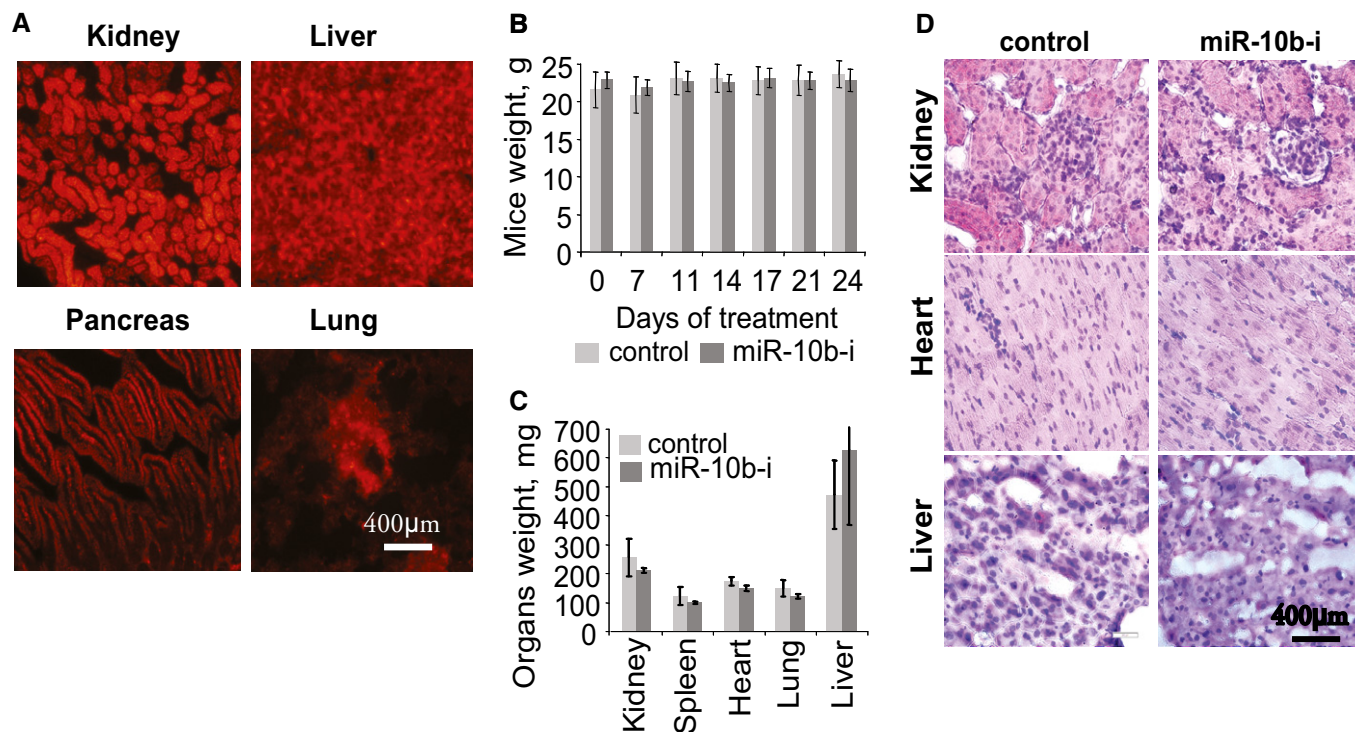 A
Kidney Liver
Pancreas Lung
400µm
B
Mice weight, g
25
20
15
10
5
0
0 7 11 14 17 21 24
Days of treatment
control miR-10b-i
C
Organs weight, mg
700
600
500
400
300
200
100
0
control
miR-10b-i
Kidney
Spleen
Heart
Lung
Liver
D
control miR-10b-i
Kidney
Heart
Liver
400µm